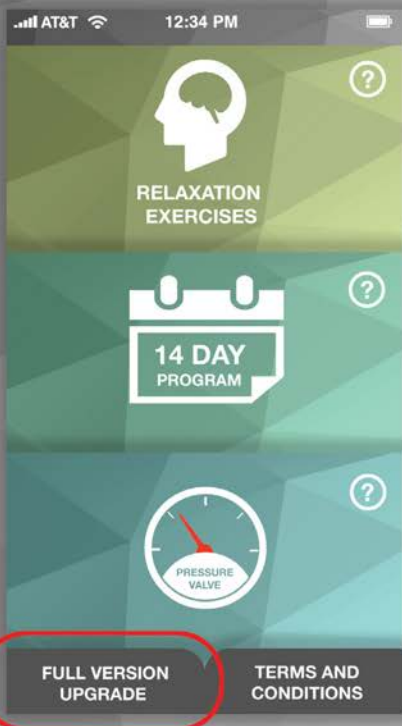 AT&T 12:34 PM
?
RELAXATION
EXERCISES
?
14 DAY
PROGRAM
?
PRESSURE
VALVE
FULL VERSION
UPGRADE
TERMS AND
CONDITIONS